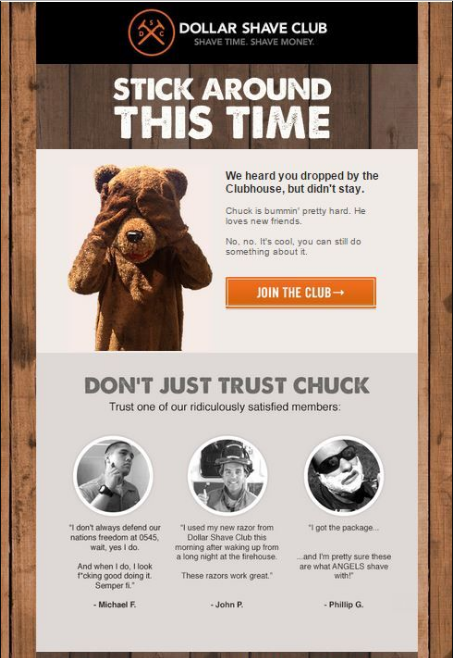 D S C
DOLLAR SHAVE CLUB
SHAVE TIME. SHAVE MONEY.
STICK AROUND
THIS TIME
We heard you dropped by the
Clubhouse, but didn't stay.
Chuck is bummin' pretty hard. He
loves new friends.
No, no. It's cool, you can still do
something about it.
JOIN THE CLUB→
DON'T JUST TRUST CHUCK
Trust one of our ridiculously satisfied members:
"I don't always defend our
nations freedom at 0545,
wait, yes I do.
And when I do, I look
f*cking good doing it.
Semper fi."
- Michael F.
"I used my new razor from
Dollar Shave Club this
morning after waking up from
a long night at the firehouse.
These razors work great."
- John P.
"I got the package...
...and I'm pretty sure these
are what ANGELS shave
with!"
- Phillip G.